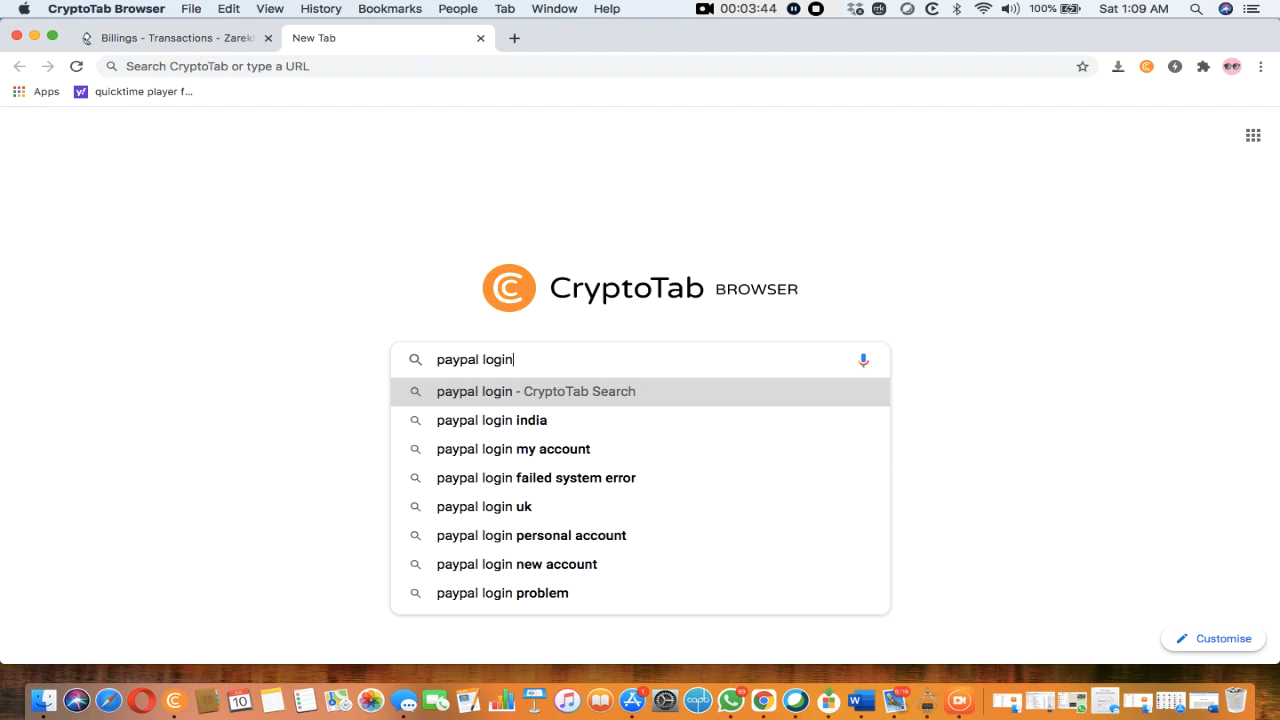 CryptoTab Browser File Edit View History Bookmarks People Tab Window Help 00:03:44 100% Sat 1:09 AM
Billings - Transactions - Zarekl New Tab
Search CryptoTab or type a URL
Apps quicktime player f...
CryptoTab BROWSER
paypal login
paypal login - CryptoTab Search
paypal login india
paypal login my account
paypal login failed system error
paypal login uk
paypal login personal account
paypal login new account
paypal login problem
Customise
10